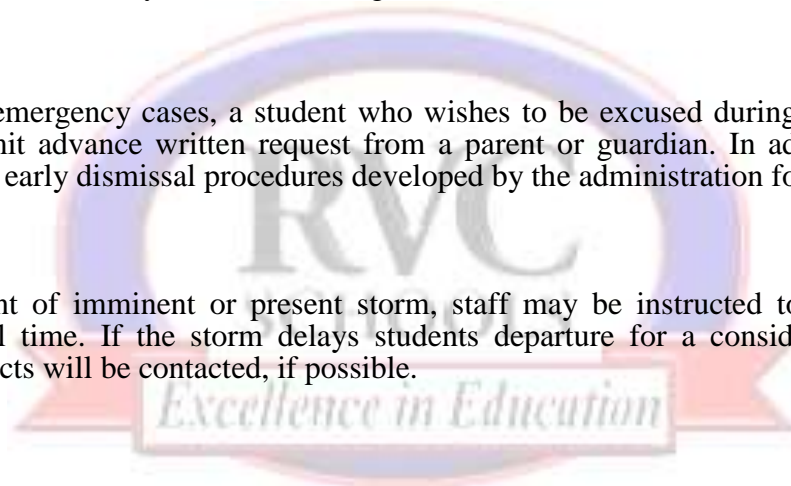 emergency cases, a student who wishes to be excused during
nit advance written request from a parent or guardian. In ac
early dismissal procedures developed by the administration fo
RVC
SCHOOLS
nt of imminent or present storm, staff may be instructed to
l time. If the storm delays students departure for a consid
cts will be contacted, if possible.
Excellence in Education